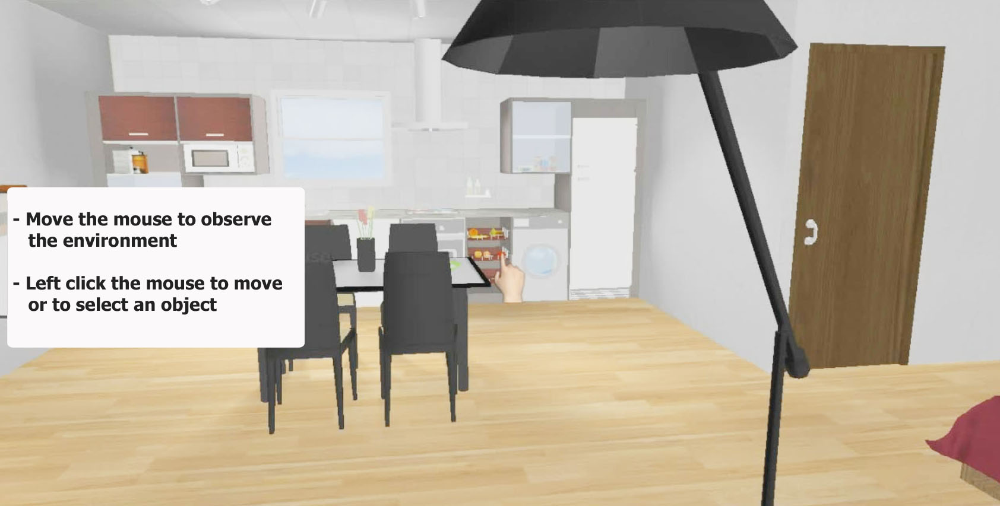 - Move the mouse to observe
the environment
- Left click the mouse to move
or to select an object